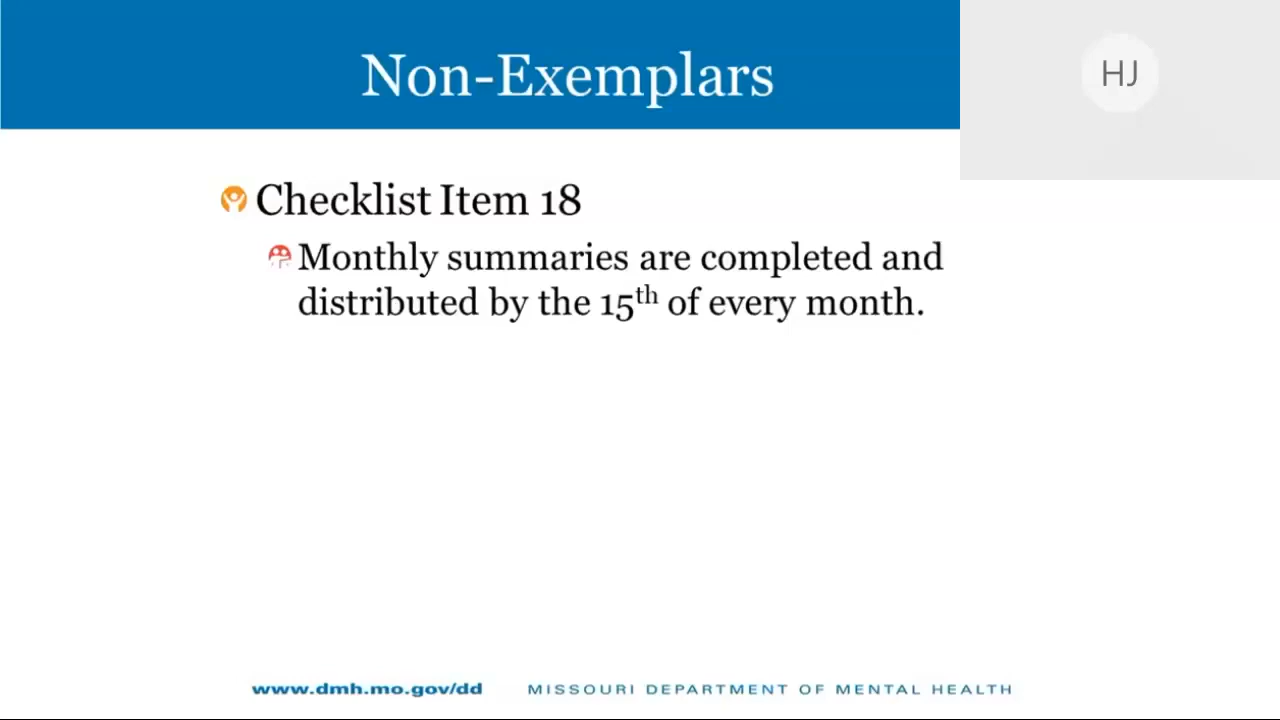 Non-Exemplars
HJ
Checklist Item 18
Monthly summaries are completed and
distributed by the 15th of every month.
www.dmh.mo.gov/dd MISSOURI DEPARTMENT OF MENTAL HEALTH